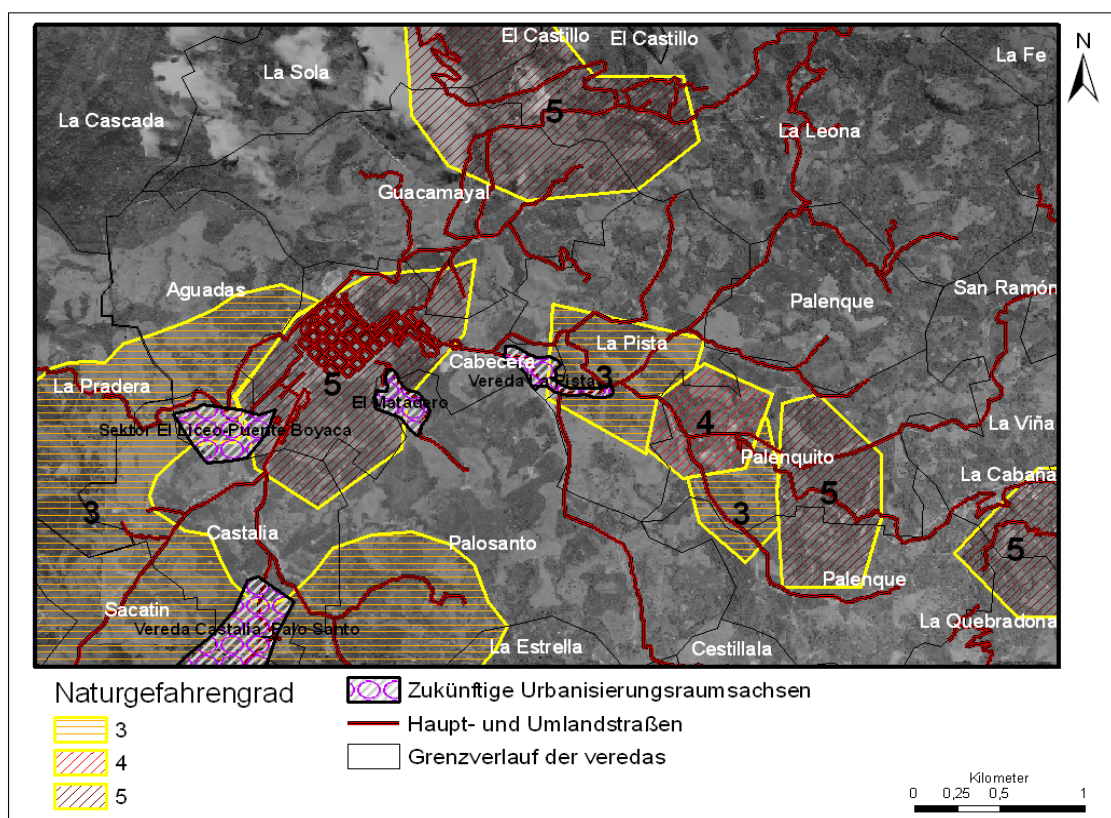 El Castillo
El Castillo
N
La Fe
La Sola
La Cascada
5
La Leona
Guacamayal
Aguadas
San Ramón
Palenque
La Pista
Cabecera
3
La Pradera
5
Vereda La Pista
El Matadero
4
La Viña
Sektor El Liceo-Puente Boyaca
Palenquito
La Cabaña
5
3
3
Castalia
Palosanto
5
Palenque
Sacatin
La Quebradona
Vereda Castalia, Palo Santo
La Estrella
Cestillala
Naturgefahrengrad
3
4
5
Zukünftige Urbanisierungsraumsachsen
Haupt- und Umlandstraßen
Grenzverlauf der veredas
Kilometer
0 0,25 0,5 1